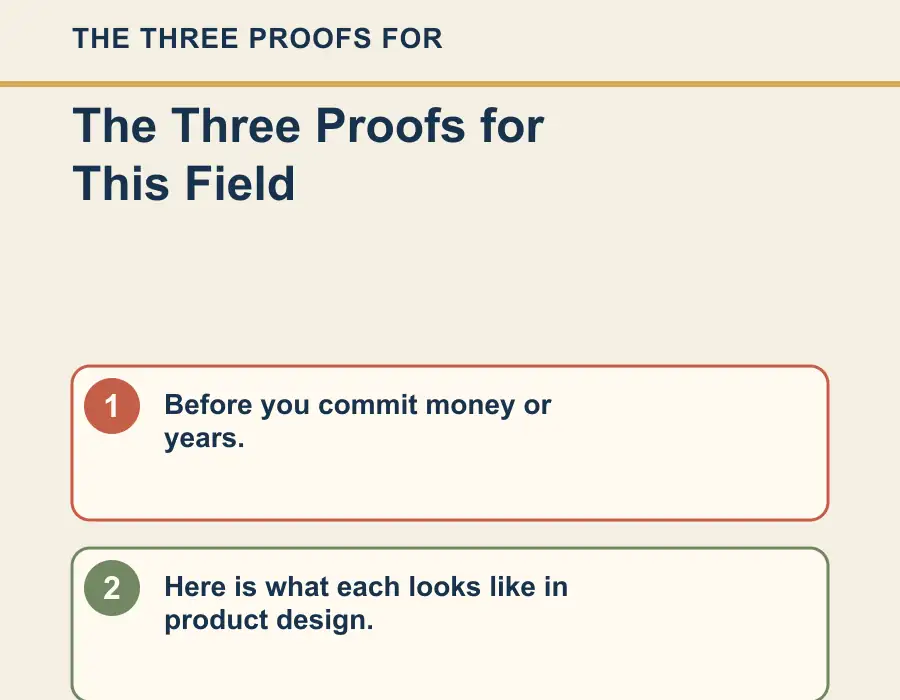 THE THREE PROOFS FOR
The Three Proofs for
This Field
1
Before you commit money or
years.
2
Here is what each looks like in
product design.